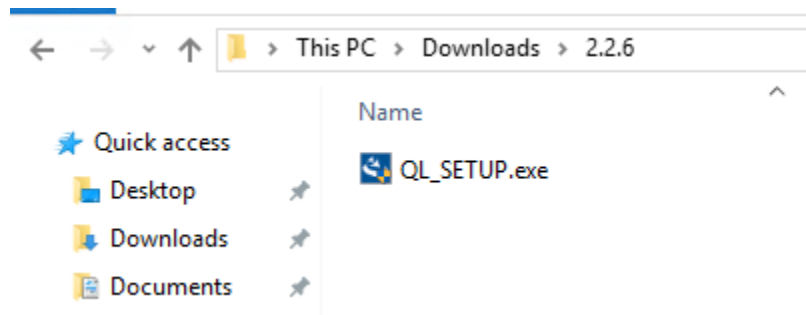 This PC > Downloads > 2.2.6
Name
Quick access
QL_SETUP.exe
Desktop
Downloads
Documents